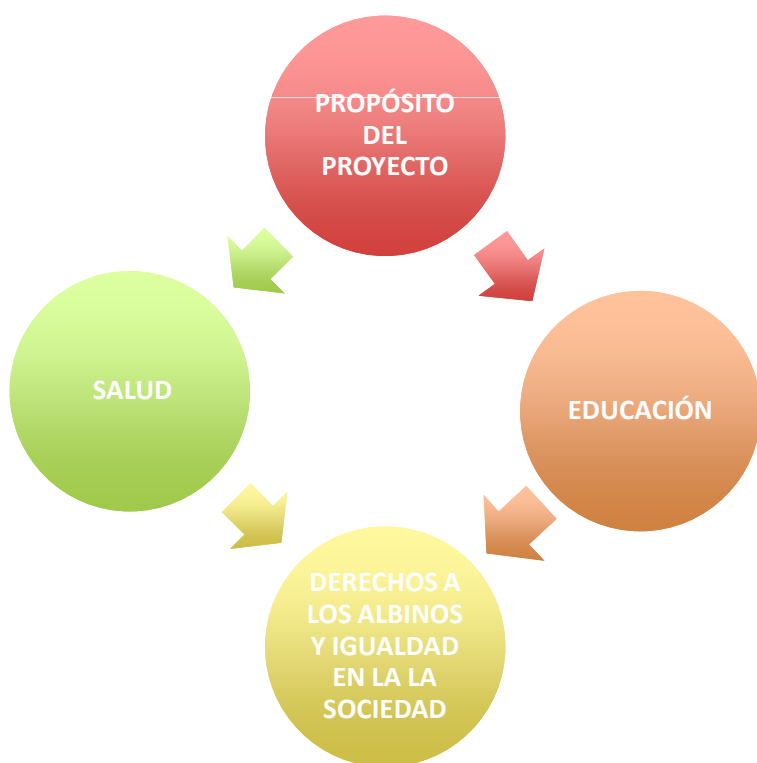 PROPÓSITO
DEL
PROYECTO
SALUD
EDUCACIÓN
DERECHOS A
LOS ALBINOS
Y IGUALDAD
EN LA LA
SOCIEDAD